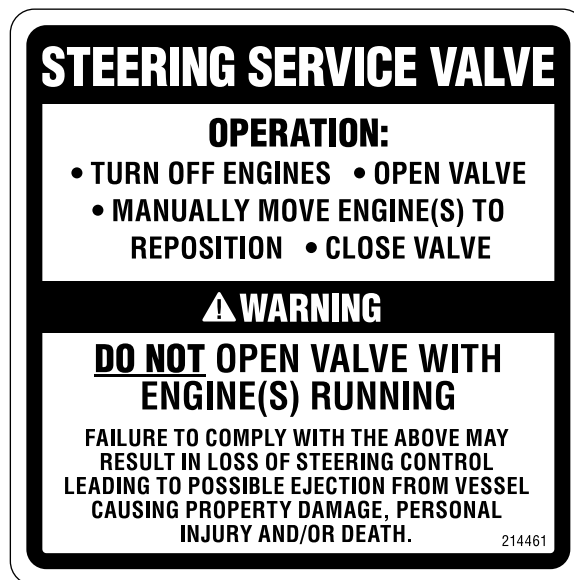 STEERING SERVICE VALVE
OPERATION:
• TURN OFF ENGINES • OPEN VALVE
• MANUALLY MOVE ENGINE(S) TO
REPOSITION • CLOSE VALVE
⚠ WARNING
DO NOT OPEN VALVE WITH
ENGINE(S) RUNNING
FAILURE TO COMPLY WITH THE ABOVE MAY
RESULT IN LOSS OF STEERING CONTROL
LEADING TO POSSIBLE EJECTION FROM VESSEL
CAUSING PROPERTY DAMAGE, PERSONAL
INJURY AND/OR DEATH.
214461